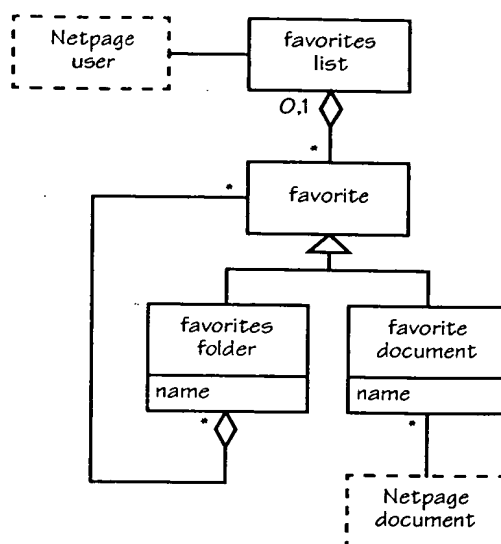 Netpage
user
favorites
list
0,1
*
*
favorite
favorites
folder
name
*
favorite
document
name
*
Netpage
document